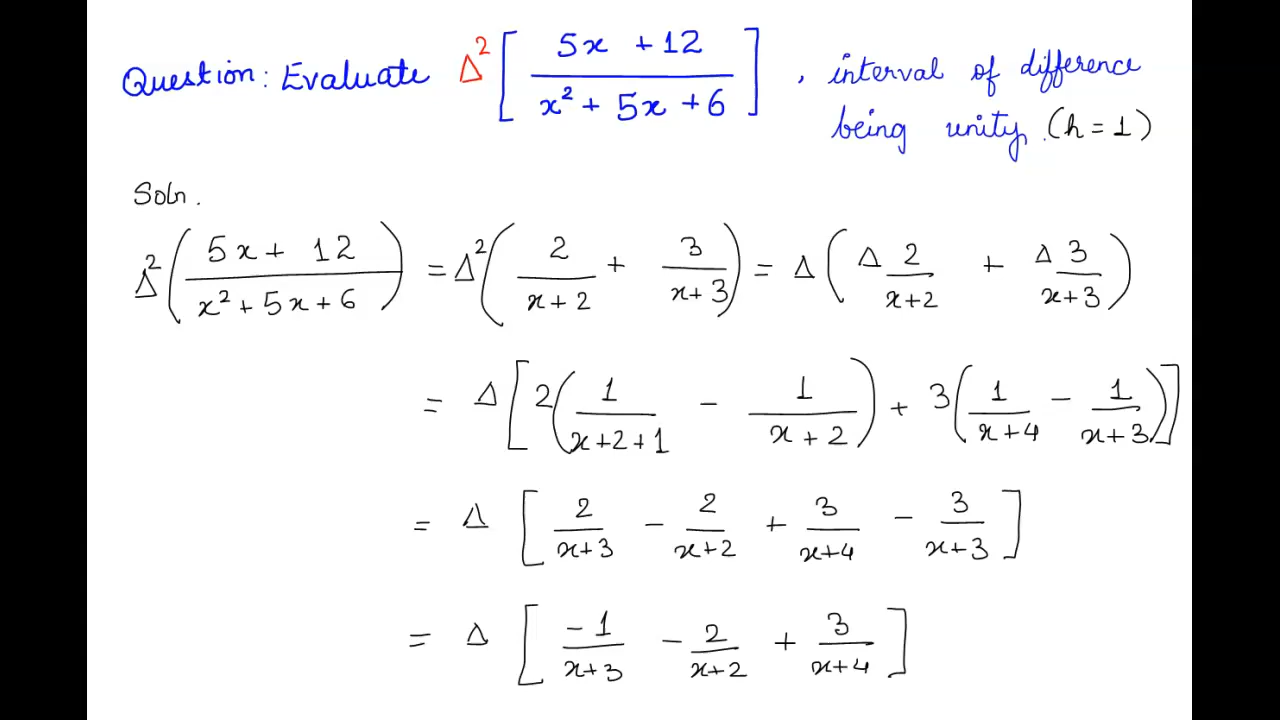 Question: Evaluate Δ² [ (5x + 12) / (x² + 5x + 6) ] , interval of difference
being unity. (h = 1)
Soln.
Δ² ( (5x + 12) / (x² + 5x + 6) ) = Δ² ( 2/(x+2) + 3/(x+3) ) = Δ ( Δ 2/(x+2) + Δ 3/(x+3) )
= Δ [ 2 ( 1/(x+2+1) - 1/(x+2) ) + 3 ( 1/(x+4) - 1/(x+3) ) ]
= Δ [ 2/(x+3) - 2/(x+2) + 3/(x+4) - 3/(x+3) ]
= Δ [ -1/(x+3) - 2/(x+2) + 3/(x+4) ]